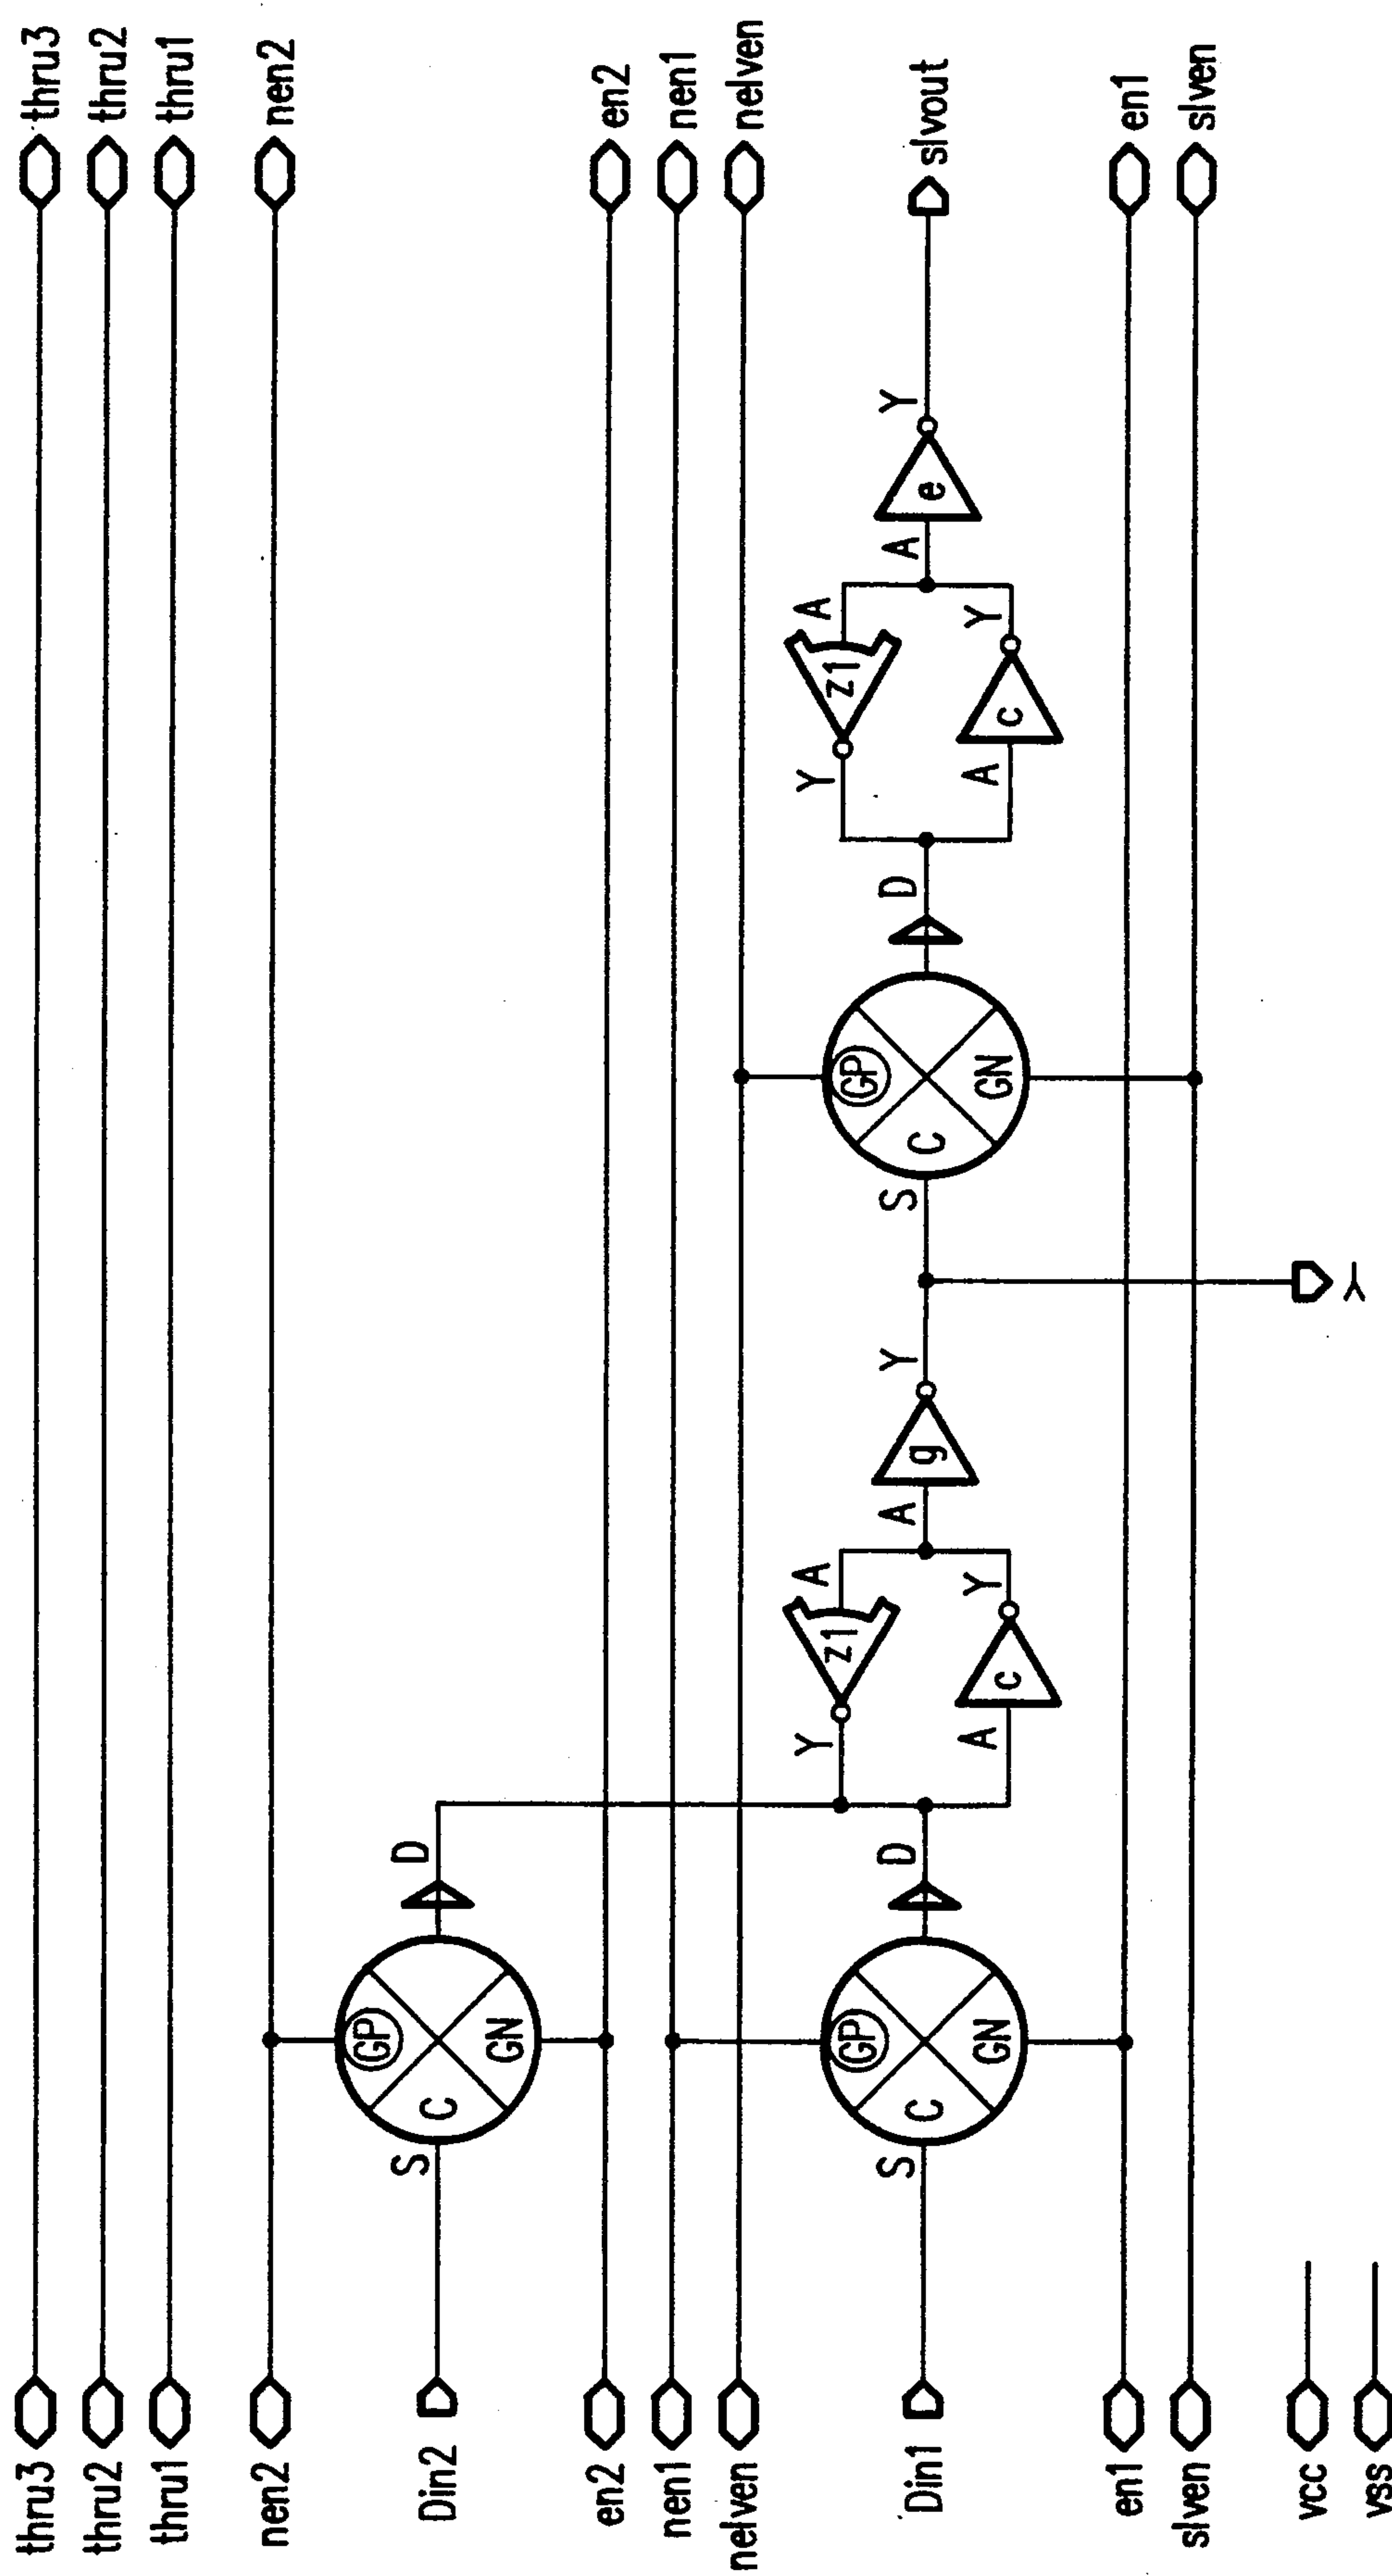 thru3
thru3
thru2
thru2
thru1
thru1
nen2
nen2
Din2
S
C
GP
GN
D
en2
en2
nen1
nen1
nelven
nelven
Din1
S
C
GP
GN
D
Y
z1
A
A
c
Y
A
g
Y
Y
S
C
GP
GN
D
Y
z1
A
A
c
Y
A
e
Y
slvout
en1
en1
slven
slven
vcc
vss